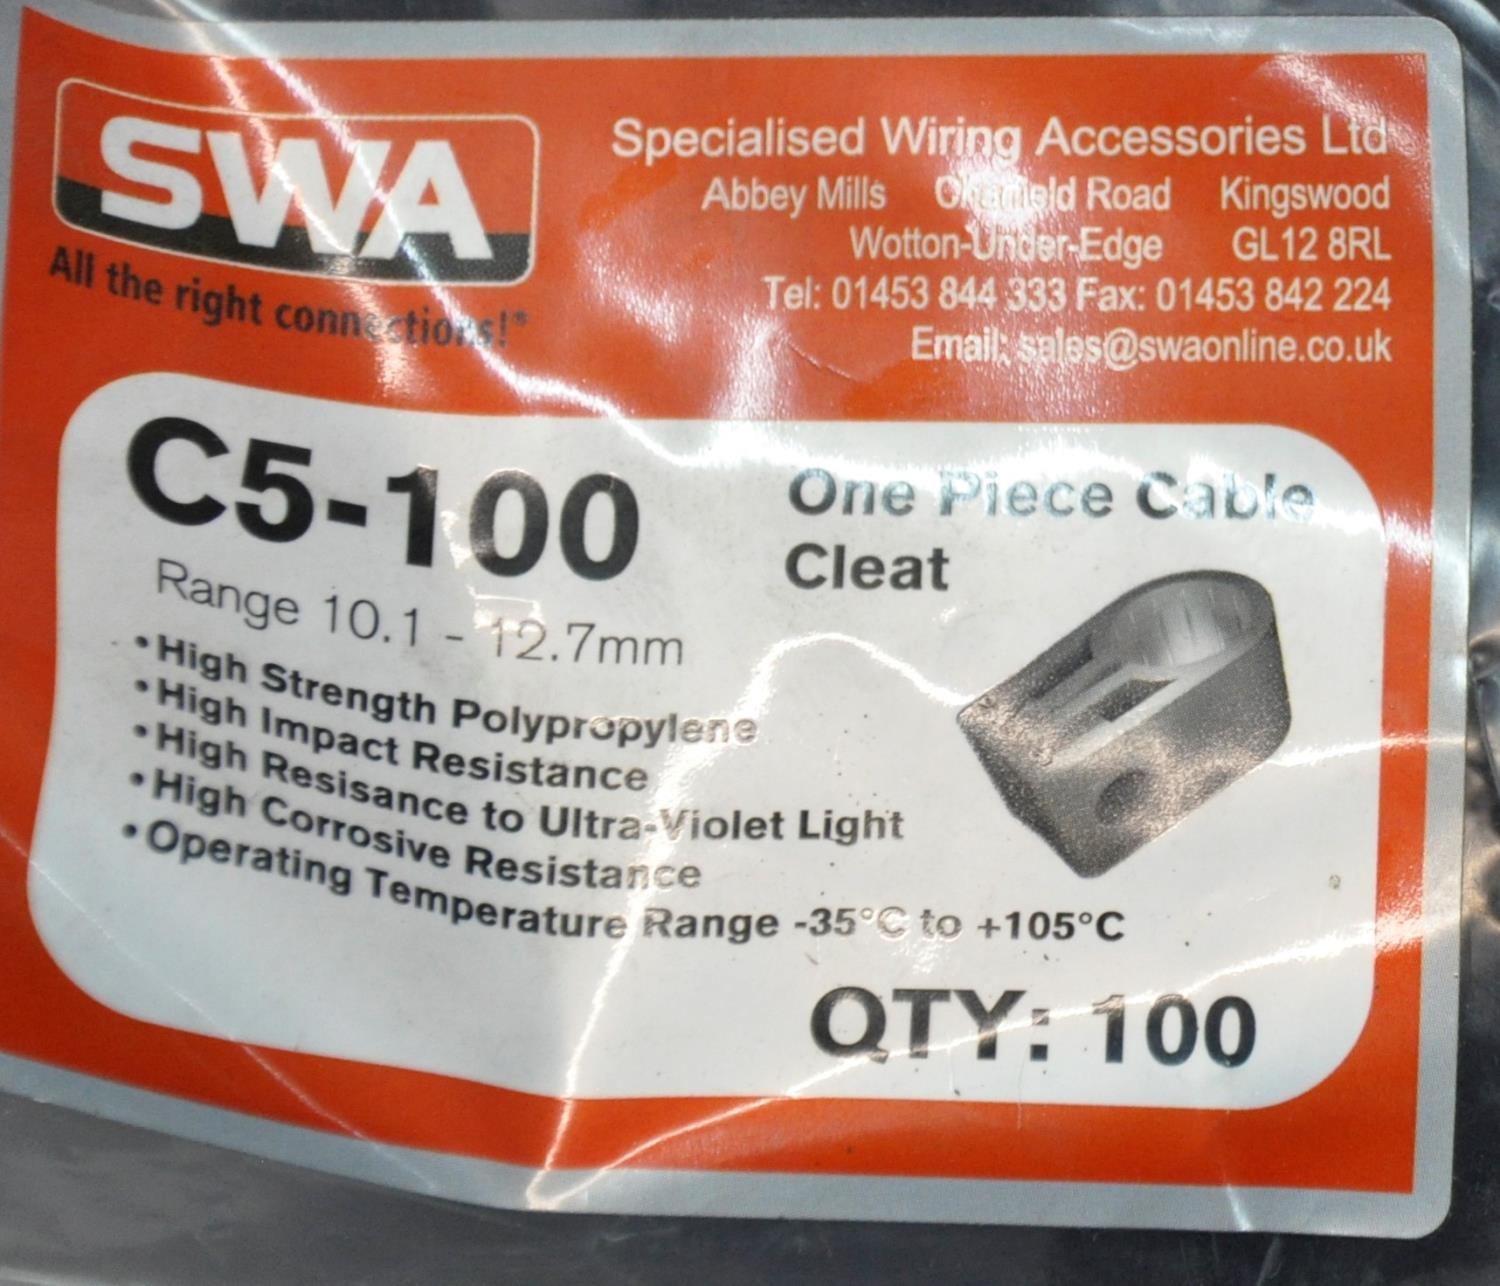 SWA
All the right connections!®
Specialised Wiring Accessories Ltd
Abbey Mills Road Kingswood
Wotton-Under-Edge GL12 8RL
Tel: 01453 844 333 Fax: 01453 842 224
Email: sales@swaonline.co.uk
C5-100
Range 10.1 - 12.7mm
One Piece Cable
Cleat
•High Strength Polypropylene
•High Impact Resistance
•High Resisance to Ultra-Violet Light
•High Corrosive Resistance
•Operating Temperature Range -35°C to +105°C
QTY: 100